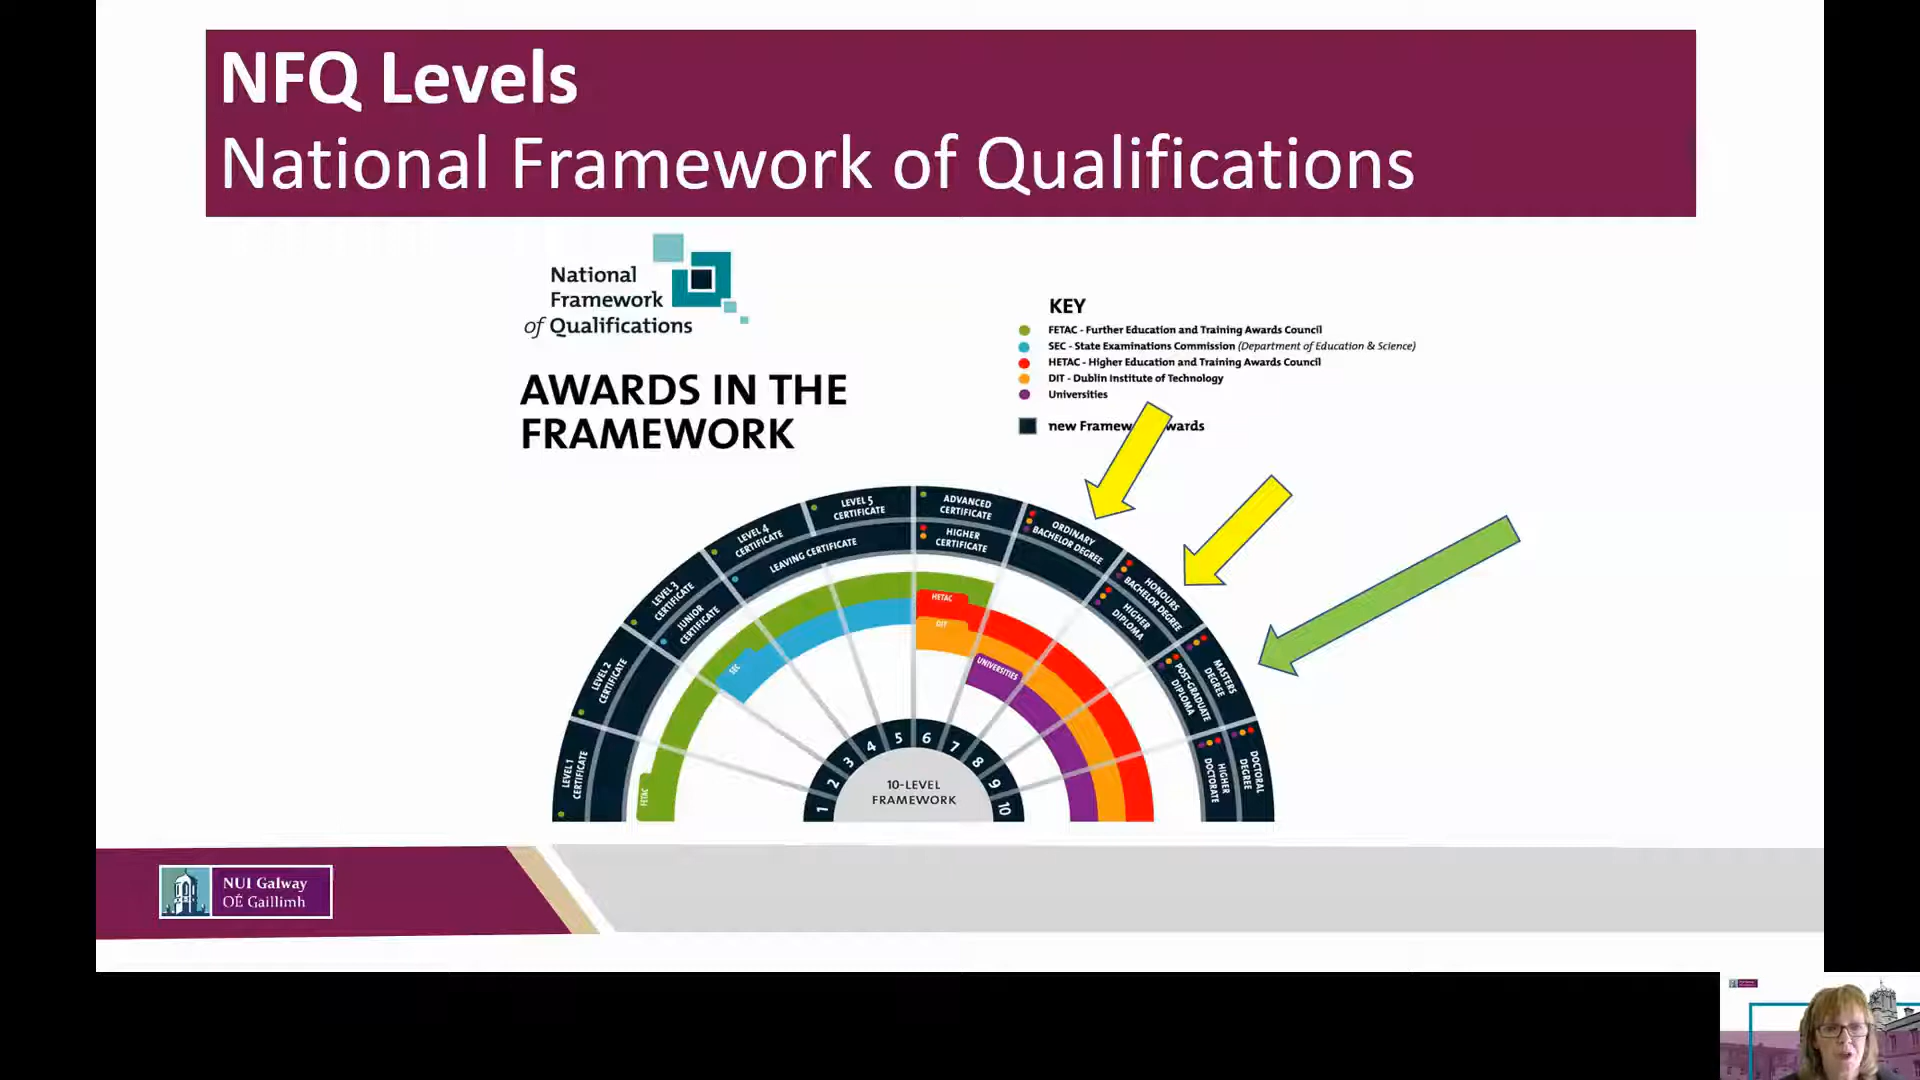 NFQ Levels
National Framework of Qualifications
National
Framework
of Qualifications
AWARDS IN THE
FRAMEWORK
KEY
FETAC - Further Education and Training Awards Council
SEC - State Examinations Commission (Department of Education & Science)
HETAC - Higher Education and Training Awards Council
DIT - Dublin Institute of Technology
Universities
new Framew wards
LEVEL 1
CERTIFICATE
LEVEL 2
CERTIFICATE
LEVEL 3
CERTIFICATE
JUNIOR
CERTIFICATE
LEVEL 4
CERTIFICATE
LEVEL 5
CERTIFICATE
LEAVING CERTIFICATE
ADVANCED
CERTIFICATE
HIGHER
CERTIFICATE
ORDINARY
BACHELOR DEGREE
HONOURS
BACHELOR DEGREE
HIGHER
DIPLOMA
MASTERS
DEGREE
POST-GRADUATE
DIPLOMA
DOCTORAL
DEGREE
HIGHER
DOCTORATE
FETAC
SEC
HETAC
DIT
UNIVERSITIES
1 2 3 4 5 6 7 8 9 10
10-LEVEL
FRAMEWORK
NUI Galway
OÉ Gaillimh